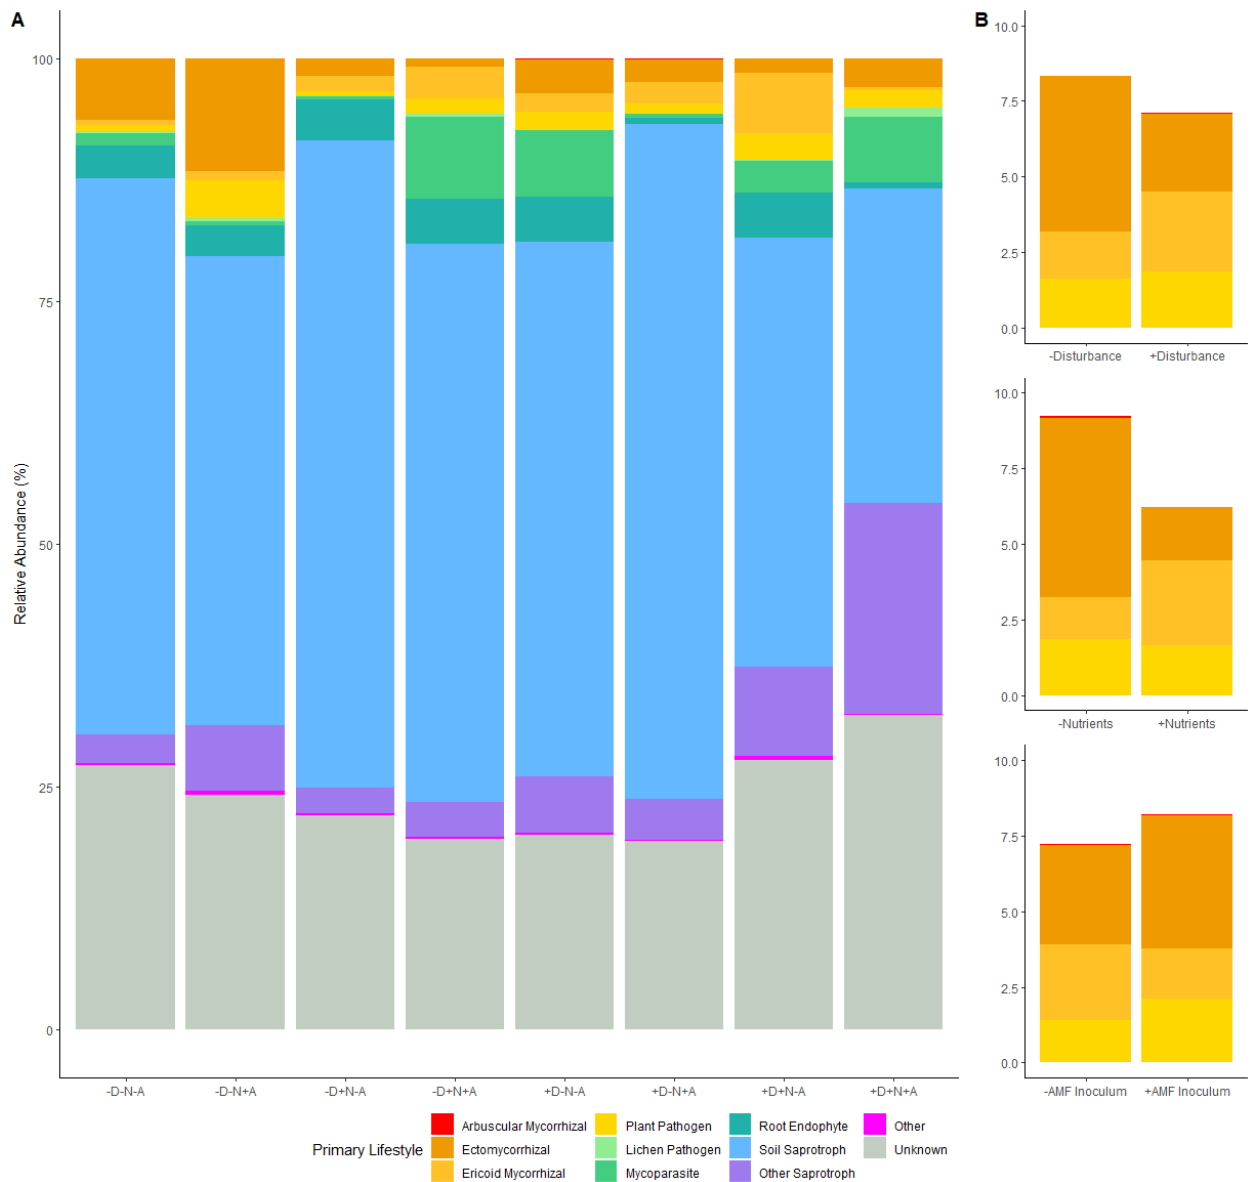 A
B
Relative Abundance (%)
100
75
50
25
0
-D-N-A
-D-N+A
-D+N-A
-D+N+A
+D-N-A
+D-N+A
+D+N-A
+D+N+A
10.0
7.5
5.0
2.5
0.0
-Disturbance
+Disturbance
10.0
7.5
5.0
2.5
0.0
-Nutrients
+Nutrients
10.0
7.5
5.0
2.5
0.0
-AMF Inoculum
+AMF Inoculum
Primary Lifestyle
Arbuscular Mycorrhizal
Ectomycorrhizal
Ericoid Mycorrhizal
Plant Pathogen
Lichen Pathogen
Mycoparasite
Root Endophyte
Soil Saprotroph
Other Saprotroph
Other
Unknown